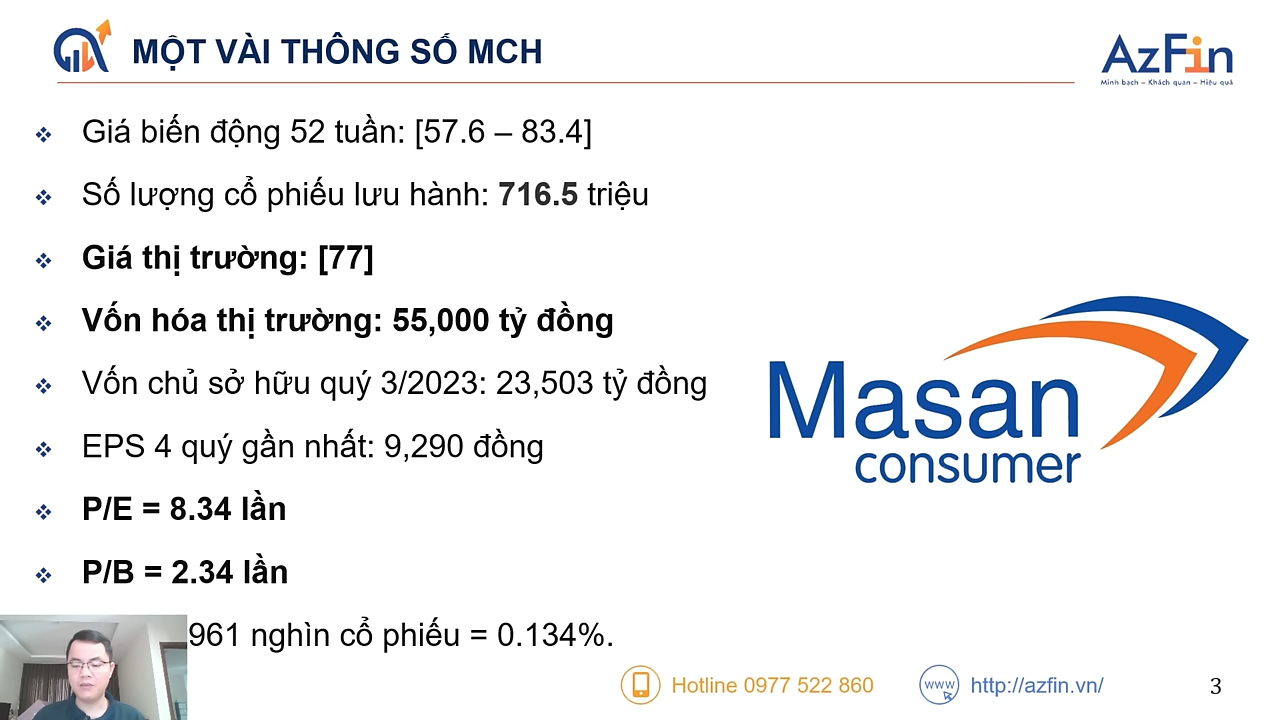 MỘT VÀI THÔNG SỐ MCH
AzFin
Minh bạch – Khách quan – Hiệu quả
Giá biến động 52 tuần: [57.6 – 83.4]
Số lượng cổ phiếu lưu hành: 716.5 triệu
Giá thị trường: [77]
Vốn hóa thị trường: 55,000 tỷ đồng
Vốn chủ sở hữu quý 3/2023: 23,503 tỷ đồng
EPS 4 quý gần nhất: 9,290 đồng
P/E = 8.34 lần
P/B = 2.34 lần
961 nghìn cổ phiếu = 0.134%.
Masan
consumer
Hotline 0977 522 860
www
http://azfin.vn/
3